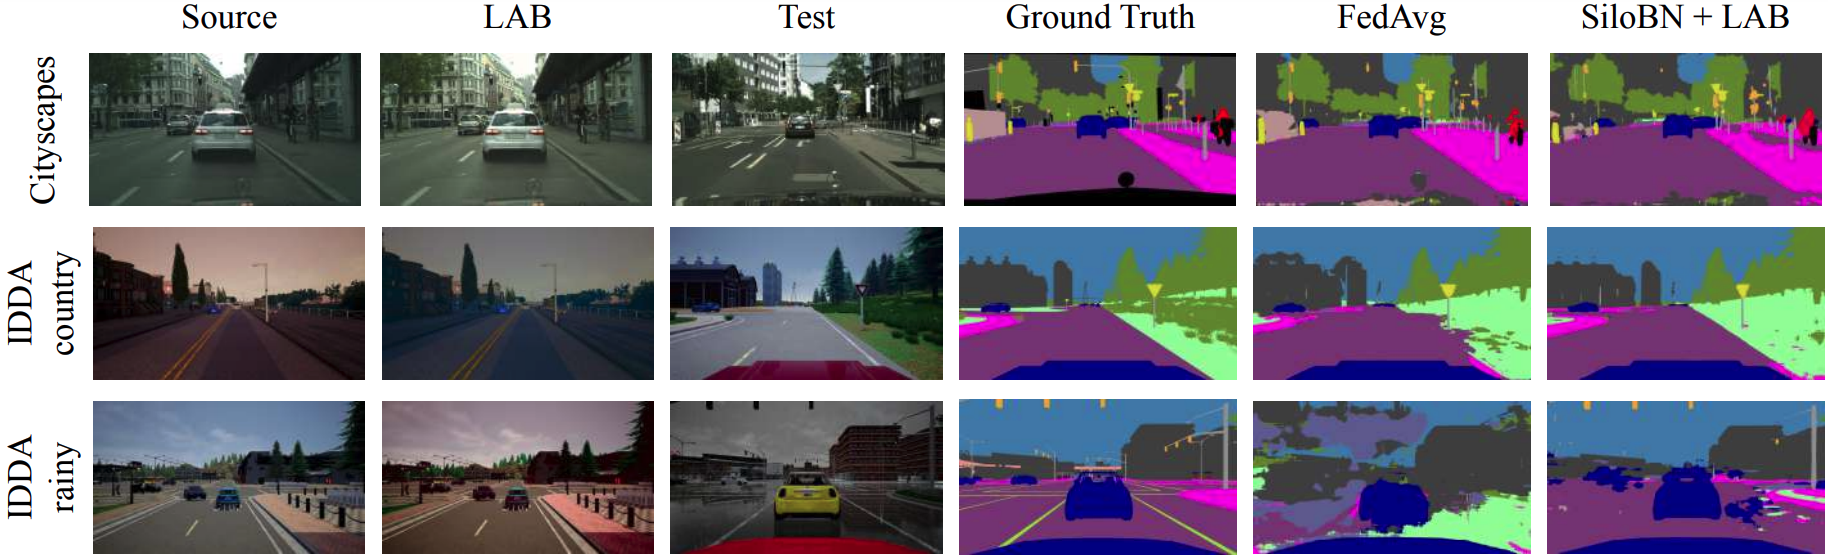 Source LAB Test Ground Truth FedAvg SiloBN + LAB
Cityscapes
IDDA
country
IDDA
rainy